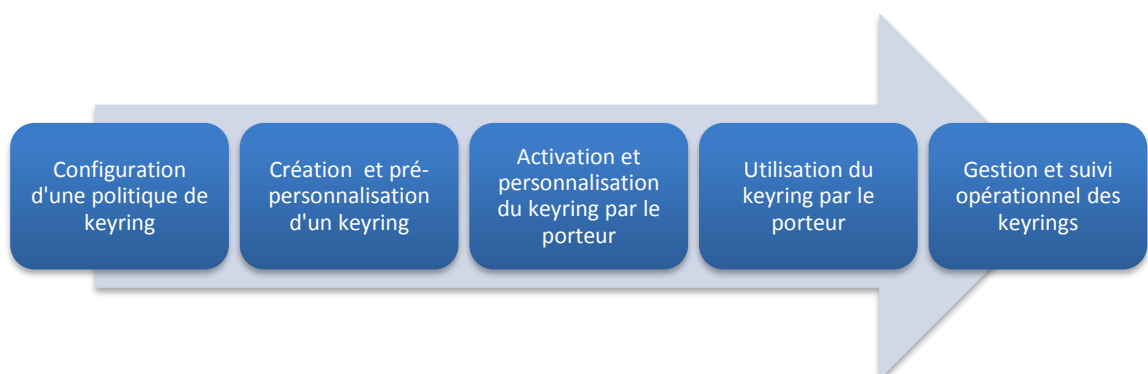 Configuration
d'une politique de
keyring
Création et pré-
personalisation
d'un keyring
Activation et
personnalisation
du keyring par le
porteur
Utilisation du
keyring par le
porteur
Gestion et suivi
opérationnel des
keyrings